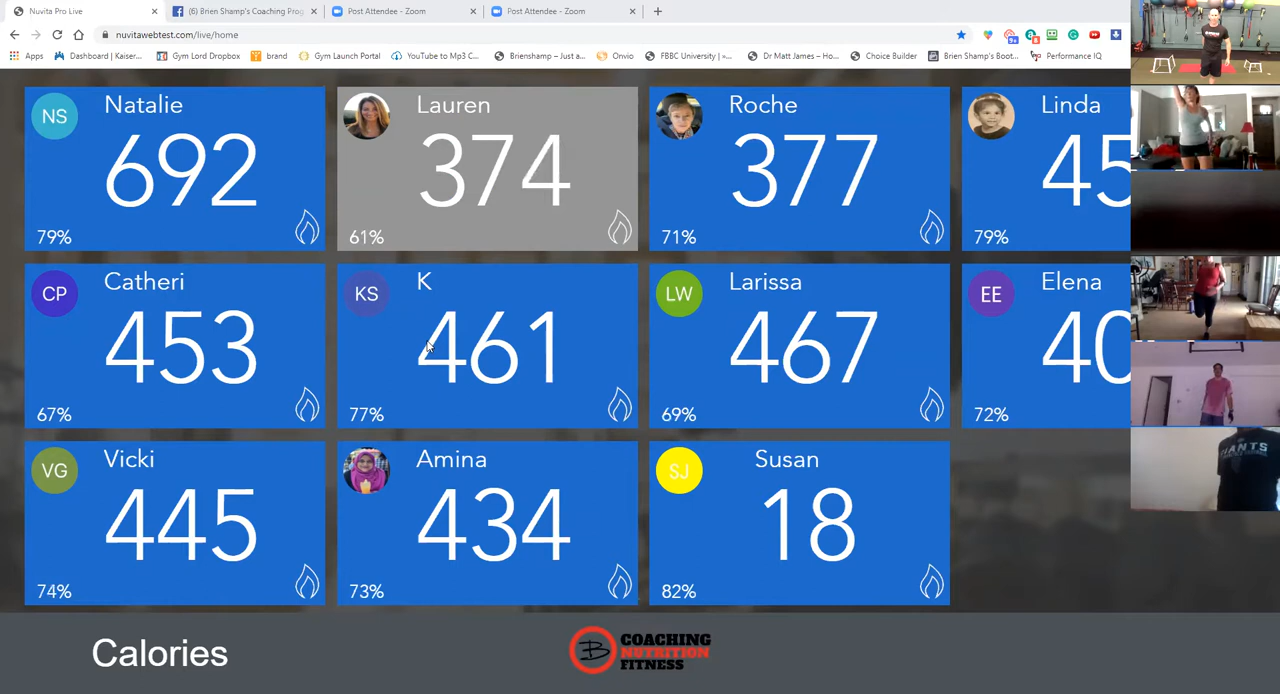 Nuvita Pro Live
(6) Brien Shamp's Coaching Prog
Post Attendee - Zoom
Post Attendee - Zoom
nuvitawebtest.com/live/home
Apps
Dashboard | Kaiser...
Gym Lord Dropbox
brand
Gym Launch Portal
YouTube to Mp3 C...
Brienshamp – Just a...
Onvio
FBBC University | »...
Dr Matt James – Ho...
Choice Builder
Brien Shamp's Boot...
Performance IQ
NS
Natalie
692
79%
Lauren
374
61%
Roche
377
71%
Linda
45
79%
CP
Catheri
453
67%
KS
K
461
77%
LW
Larissa
467
69%
EE
Elena
40
72%
VG
Vicki
445
74%
Amina
434
73%
SJ
Susan
18
82%
GIANTS
Calories
B
COACHING
NUTRITION
FITNESS